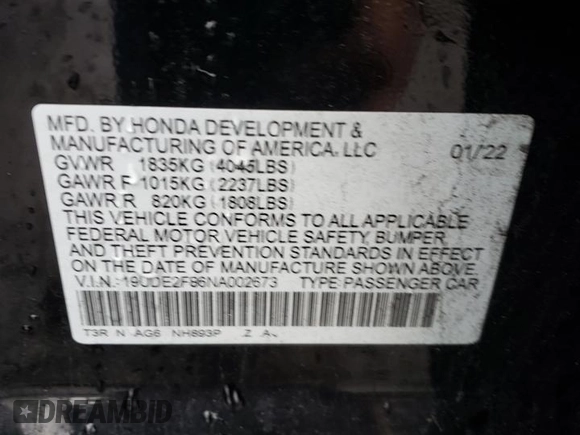 MFD. BY HONDA DEVELOPMENT &
MANUFACTURING OF AMERICA, LLC 01/22
GVWR 1835KG (4045LBS)
GAWR F 1015KG (2237LBS)
GAWR R 820KG (1808LBS)
THIS VEHICLE CONFORMS TO ALL APPLICABLE
FEDERAL MOTOR VEHICLE SAFETY, BUMPER,
AND THEFT PREVENTION STANDARDS IN EFFECT
ON THE DATE OF MANUFACTURE SHOWN ABOVE.
V.I.N.: 19UDE2F86NA002673 TYPE: PASSENGER CAR
T3R N AG6 NH893P Z
DREAMBID